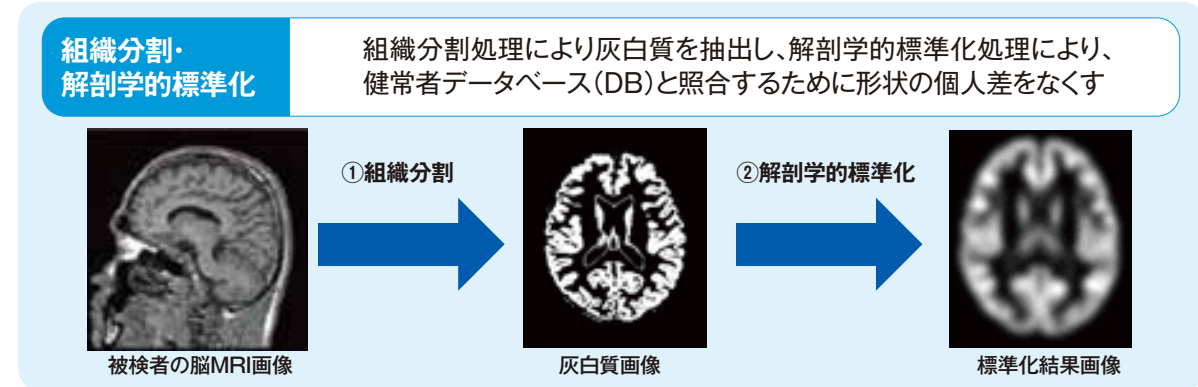 組織分割・
解剖学的標準化
組織分割処理により灰白質を抽出し、解剖学的標準化処理により、
健常者データベース(DB)と照合するために形状の個人差をなくす
①組織分割
②解剖学的標準化
被検者の脳MRI画像
灰白質画像
標準化結果画像